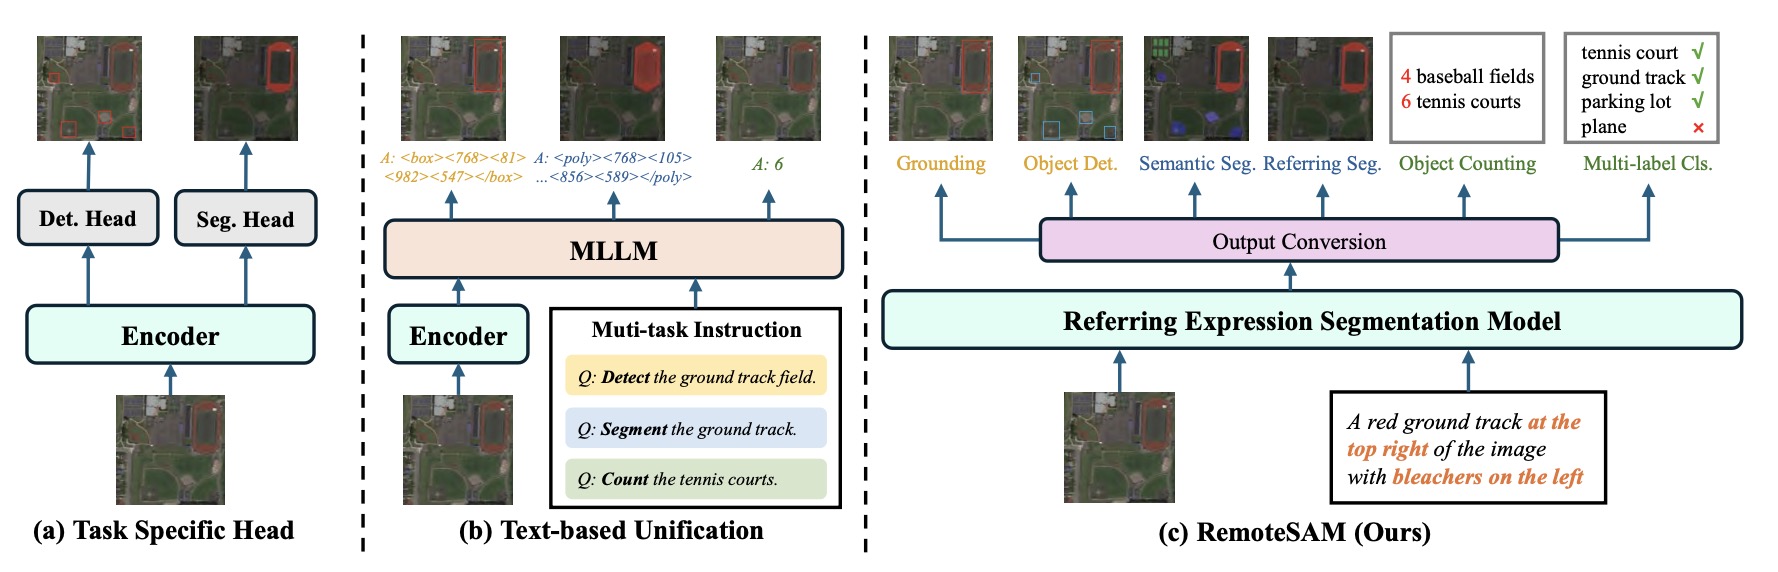 Det. Head
Seg. Head
Encoder
(a) Task Specific Head
A: <box><768><81>
<982><547></box>
A: <poly><768><105>
...<856><589></poly>
A: 6
MLLM
Encoder
Muti-task Instruction
Q: Detect the ground track field.
Q: Segment the ground track.
Q: Count the tennis courts.
(b) Text-based Unification
4 baseball fields
6 tennis courts
tennis court √
ground track √
parking lot √
plane ×
Grounding
Object Det.
Semantic Seg.
Referring Seg.
Object Counting
Multi-label Cls.
Output Conversion
Referring Expression Segmentation Model
A red ground track at the
top right of the image
with bleachers on the left
(c) RemoteSAM (Ours)